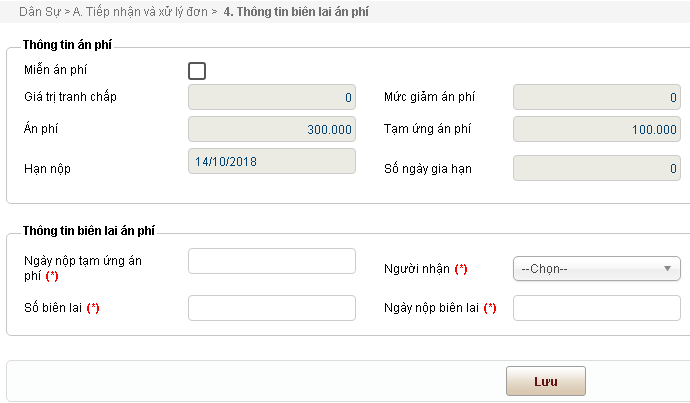 Dân Sự > A. Tiếp nhận và xử lý đơn > 4. Thông tin biên lai án phí
Thông tin án phí
Miễn án phí
Giá trị tranh chấp 0 Mức giảm án phí 0
Án phí 300.000 Tạm ứng án phí 100.000
Hạn nộp 14/10/2018 Số ngày gia hạn 0
Thông tin biên lai án phí
Ngày nộp tạm ứng án
phí (*) Người nhận (*) --Chọn--
Số biên lai (*) Ngày nộp biên lai (*)
Lưu